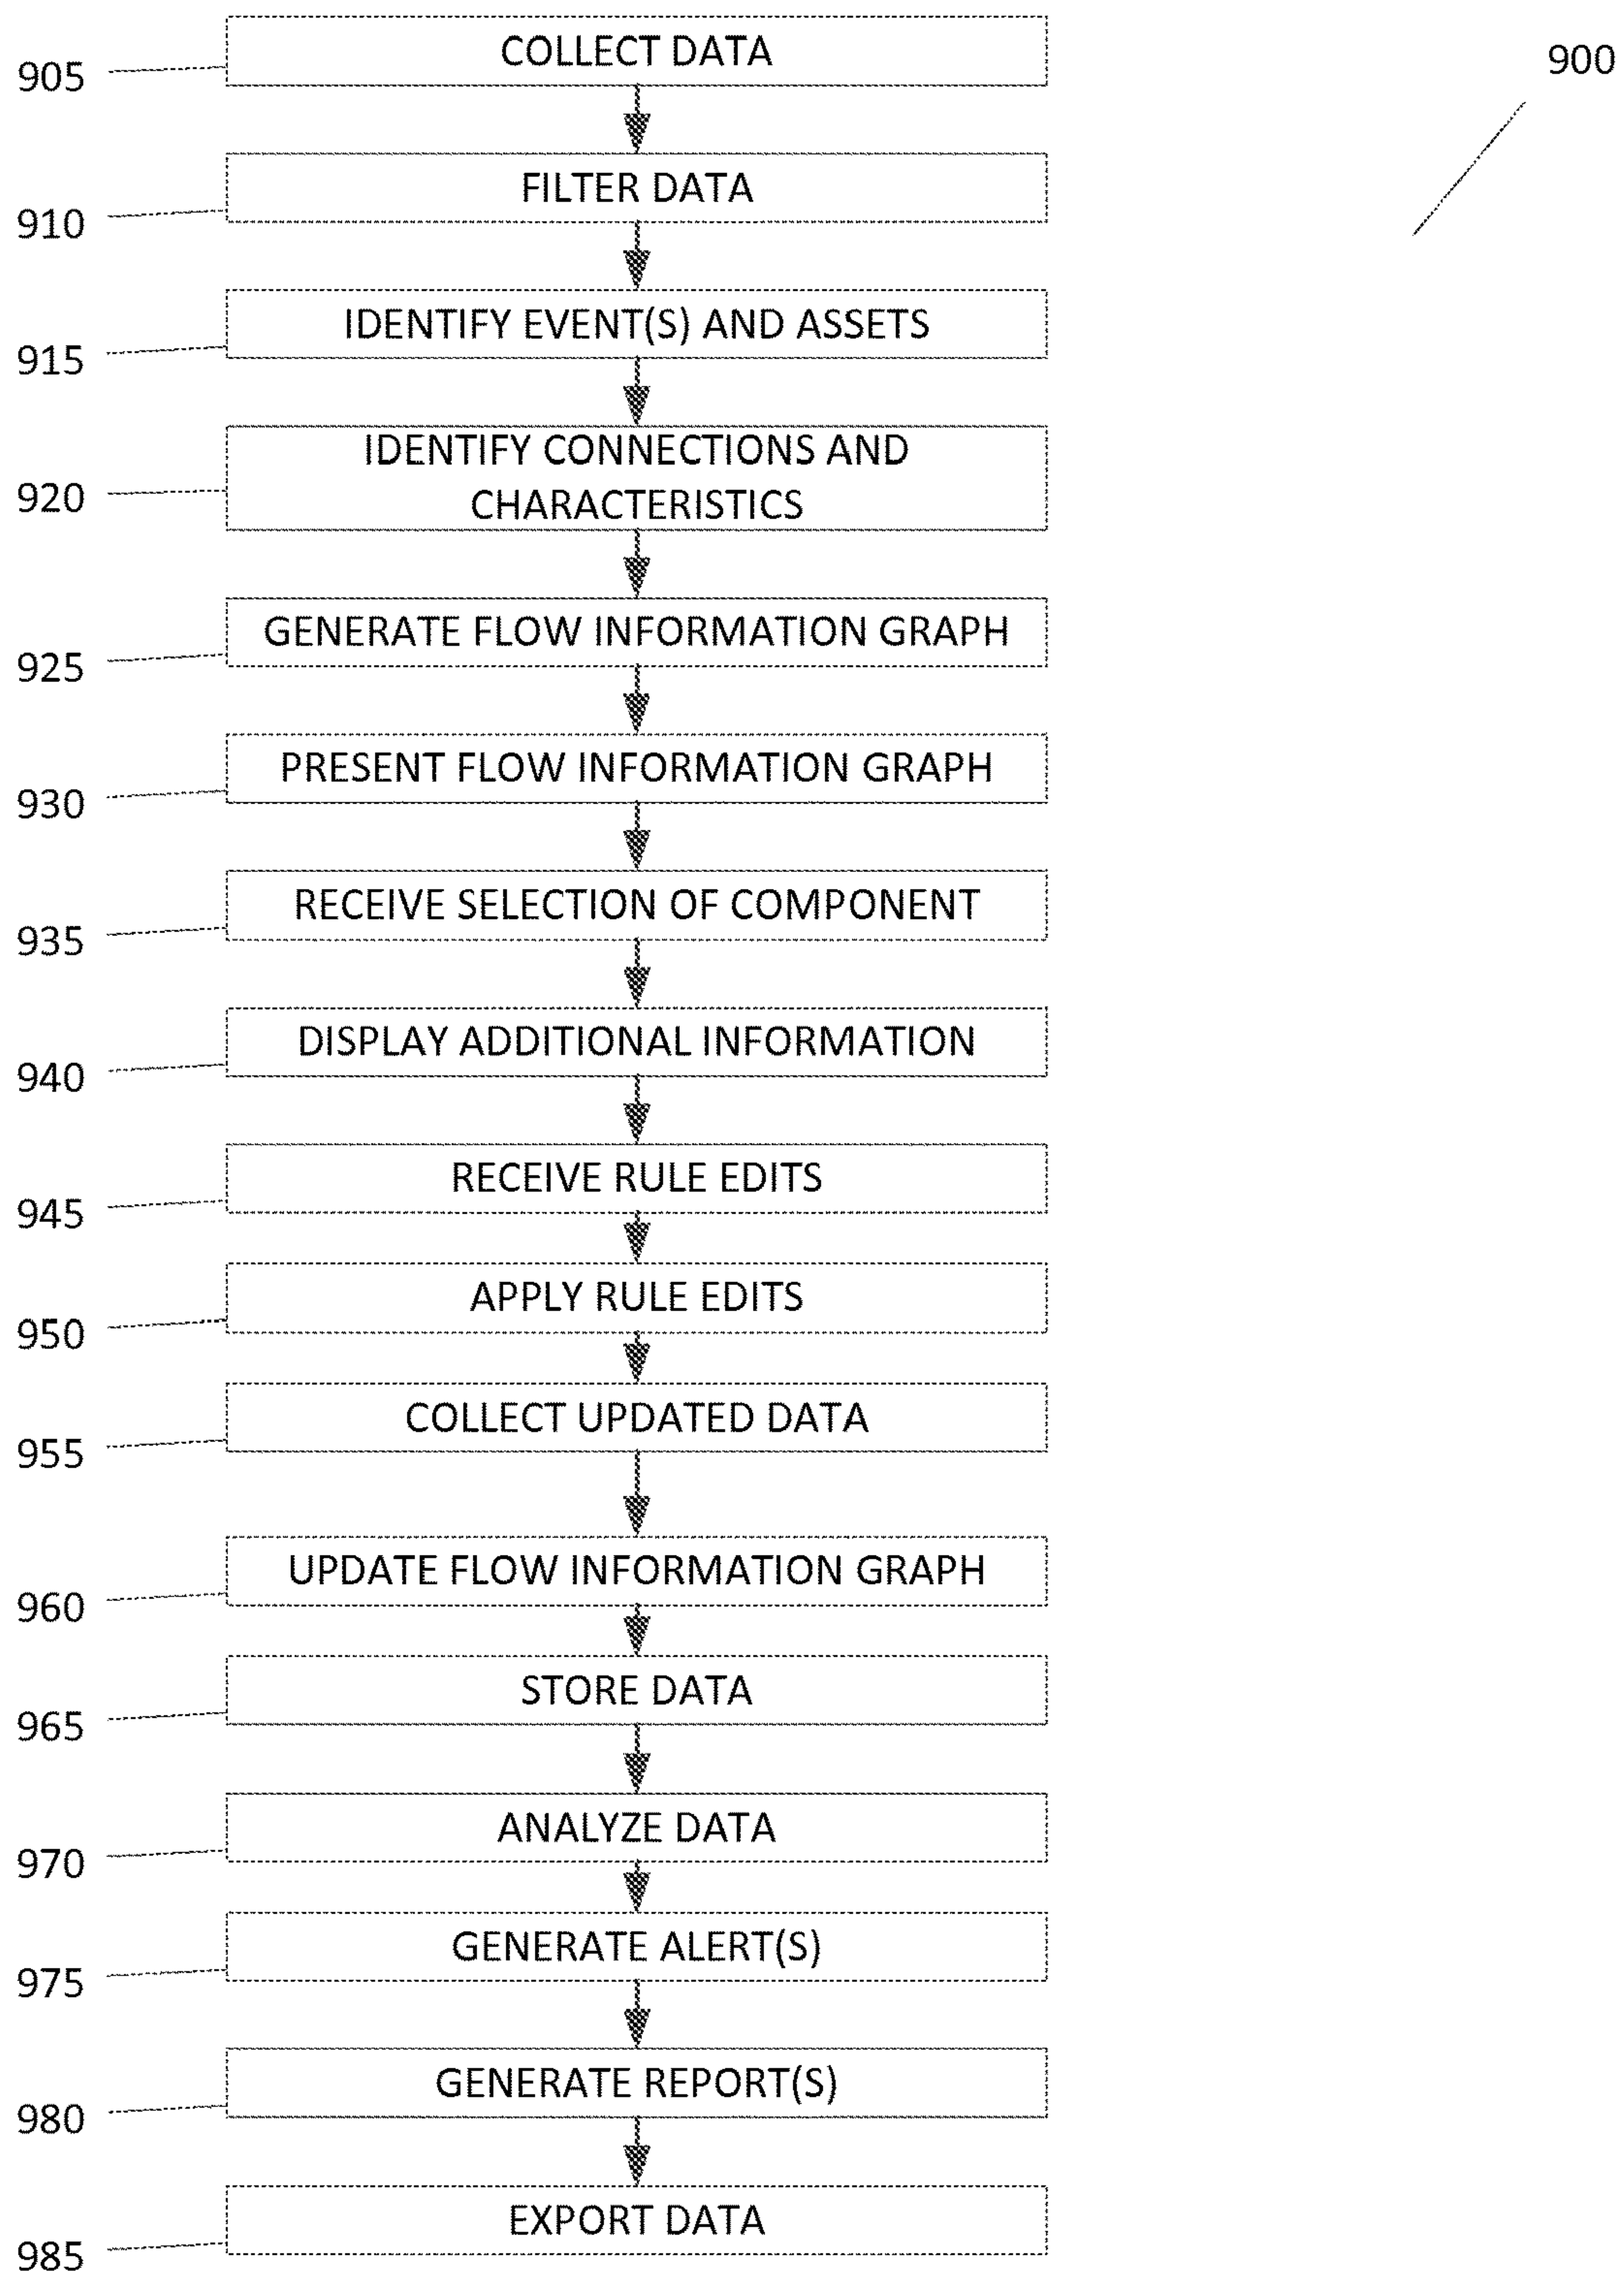 COLLECT DATA
900
905
FILTER DATA
910
IDENTIFY EVENT(S) AND ASSETS
915
IDENTIFY CONNECTIONS AND
CHARACTERISTICS
920
GENERATE FLOW INFORMATION GRAPH
925
PRESENT FLOW INFORMATION GRAPH
930
RECEIVE SELECTION OF COMPONENT
935
DISPLAY ADDITIONAL INFORMATION
940
RECEIVE RULE EDITS
945
APPLY RULE EDITS
950
COLLECT UPDATED DATA
955
UPDATE FLOW INFORMATION GRAPH
960
STORE DATA
965
ANALYZE DATA
970
GENERATE ALERT(S)
975
GENERATE REPORT(S)
980
EXPORT DATA
985